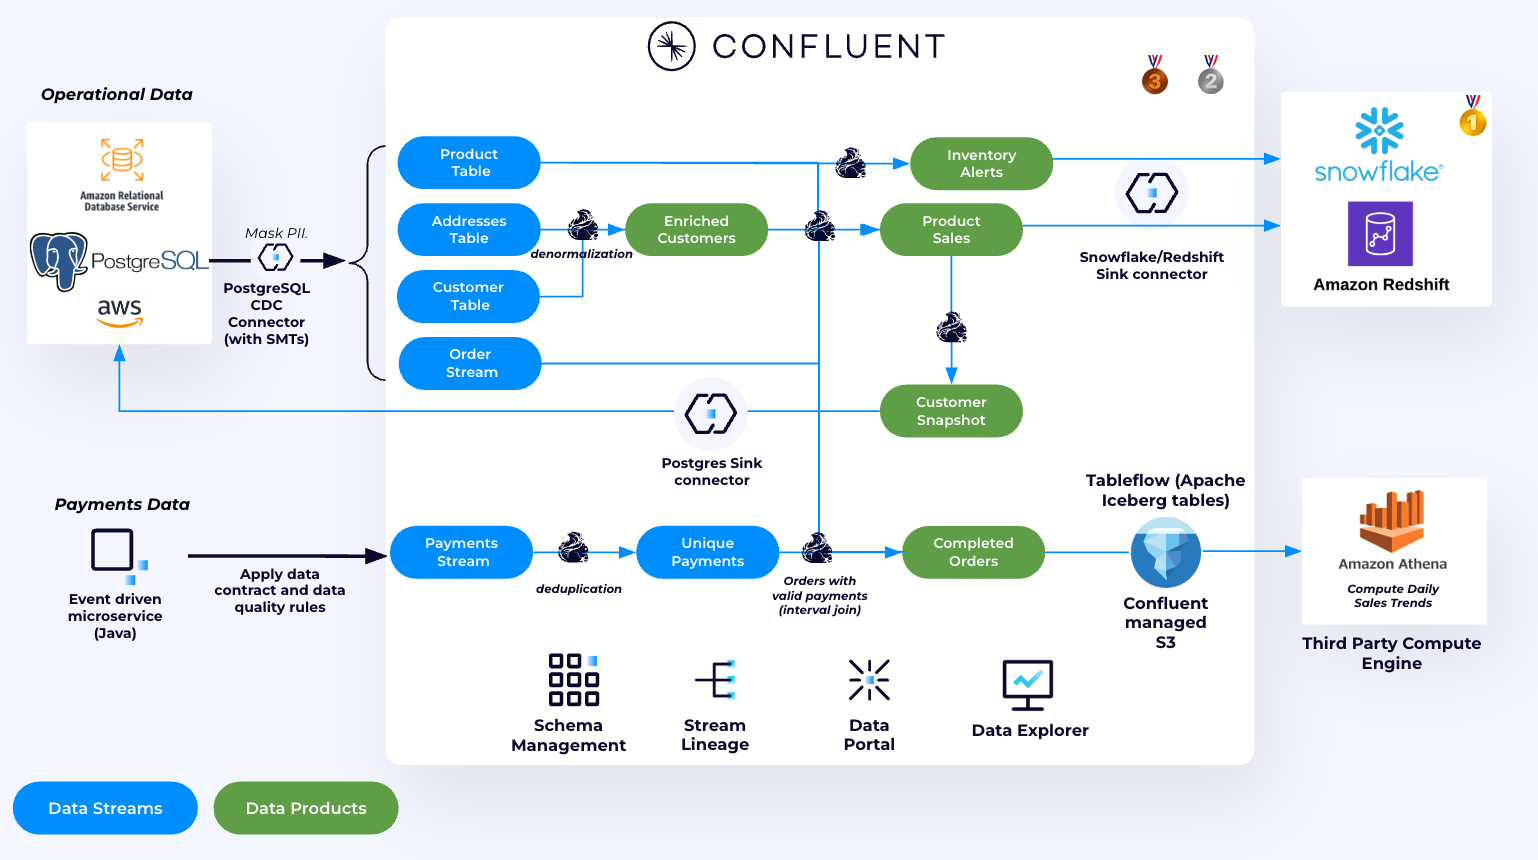 CONFLUENT
3
2
Operational Data
Amazon Relational
Database Service
PostgreSQL
aws
Mask PII.
PostgreSQL
CDC
Connector
(with SMTs)
Product
Table
Addresses
Table
Customer
Table
Order
Stream
denormalization
Enriched
Customers
Inventory
Alerts
Product
Sales
Customer
Snapshot
Snowflake/Redshift
Sink connector
1
snowflake®
Amazon Redshift
Postgres Sink
connector
Payments Data
Event driven
microservice
(Java)
Apply data
contract and data
quality rules
Payments
Stream
deduplication
Unique
Payments
Orders with
valid payments
(interval join)
Completed
Orders
Tableflow (Apache
Iceberg tables)
Confluent
managed
S3
Amazon Athena
Compute Daily
Sales Trends
Third Party Compute
Engine
Schema
Management
Stream
Lineage
Data
Portal
Data Explorer
Data Streams
Data Products